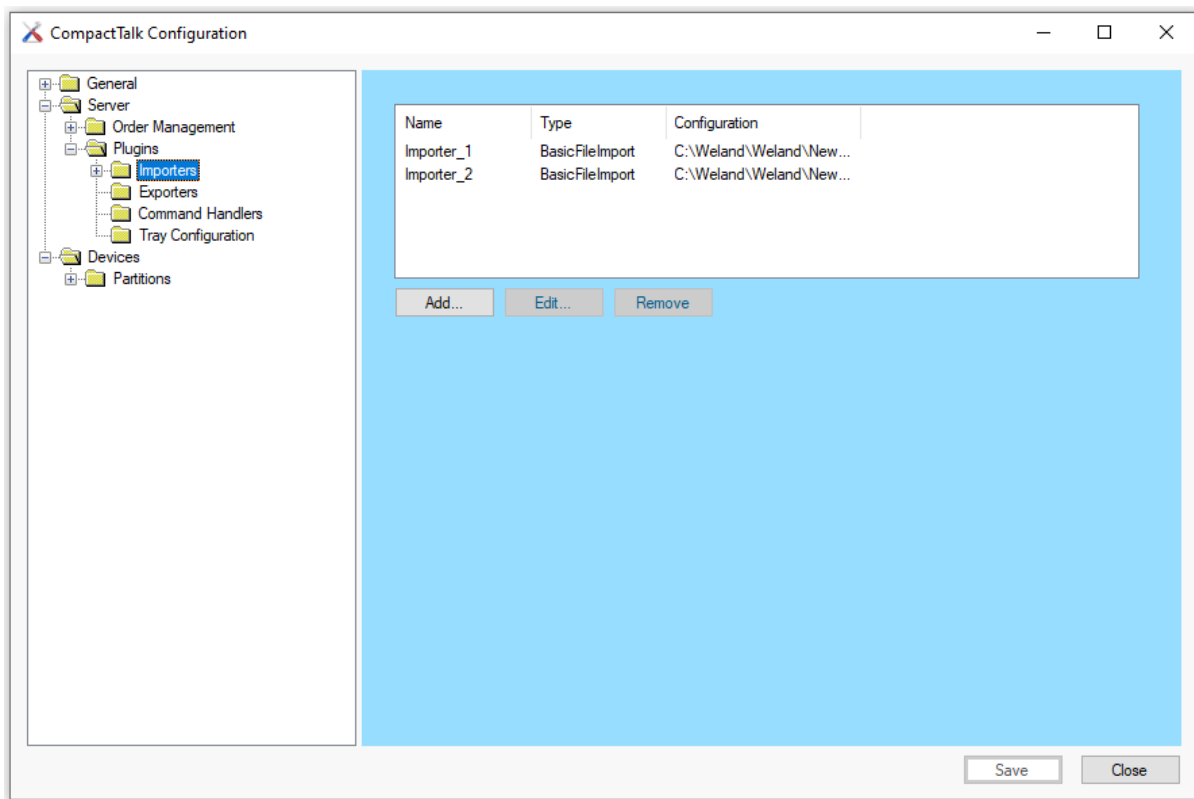 CompactTalk Configuration
General
Server
Order Management
Plugins
Importers
Exporters
Command Handlers
Tray Configuration
Devices
Partitions
Name Type Configuration
Importer_1 BasicFileImport C:\Weland\Weland\New...
Importer_2 BasicFileImport C:\Weland\Weland\New...
Add... Edit... Remove
Save Close